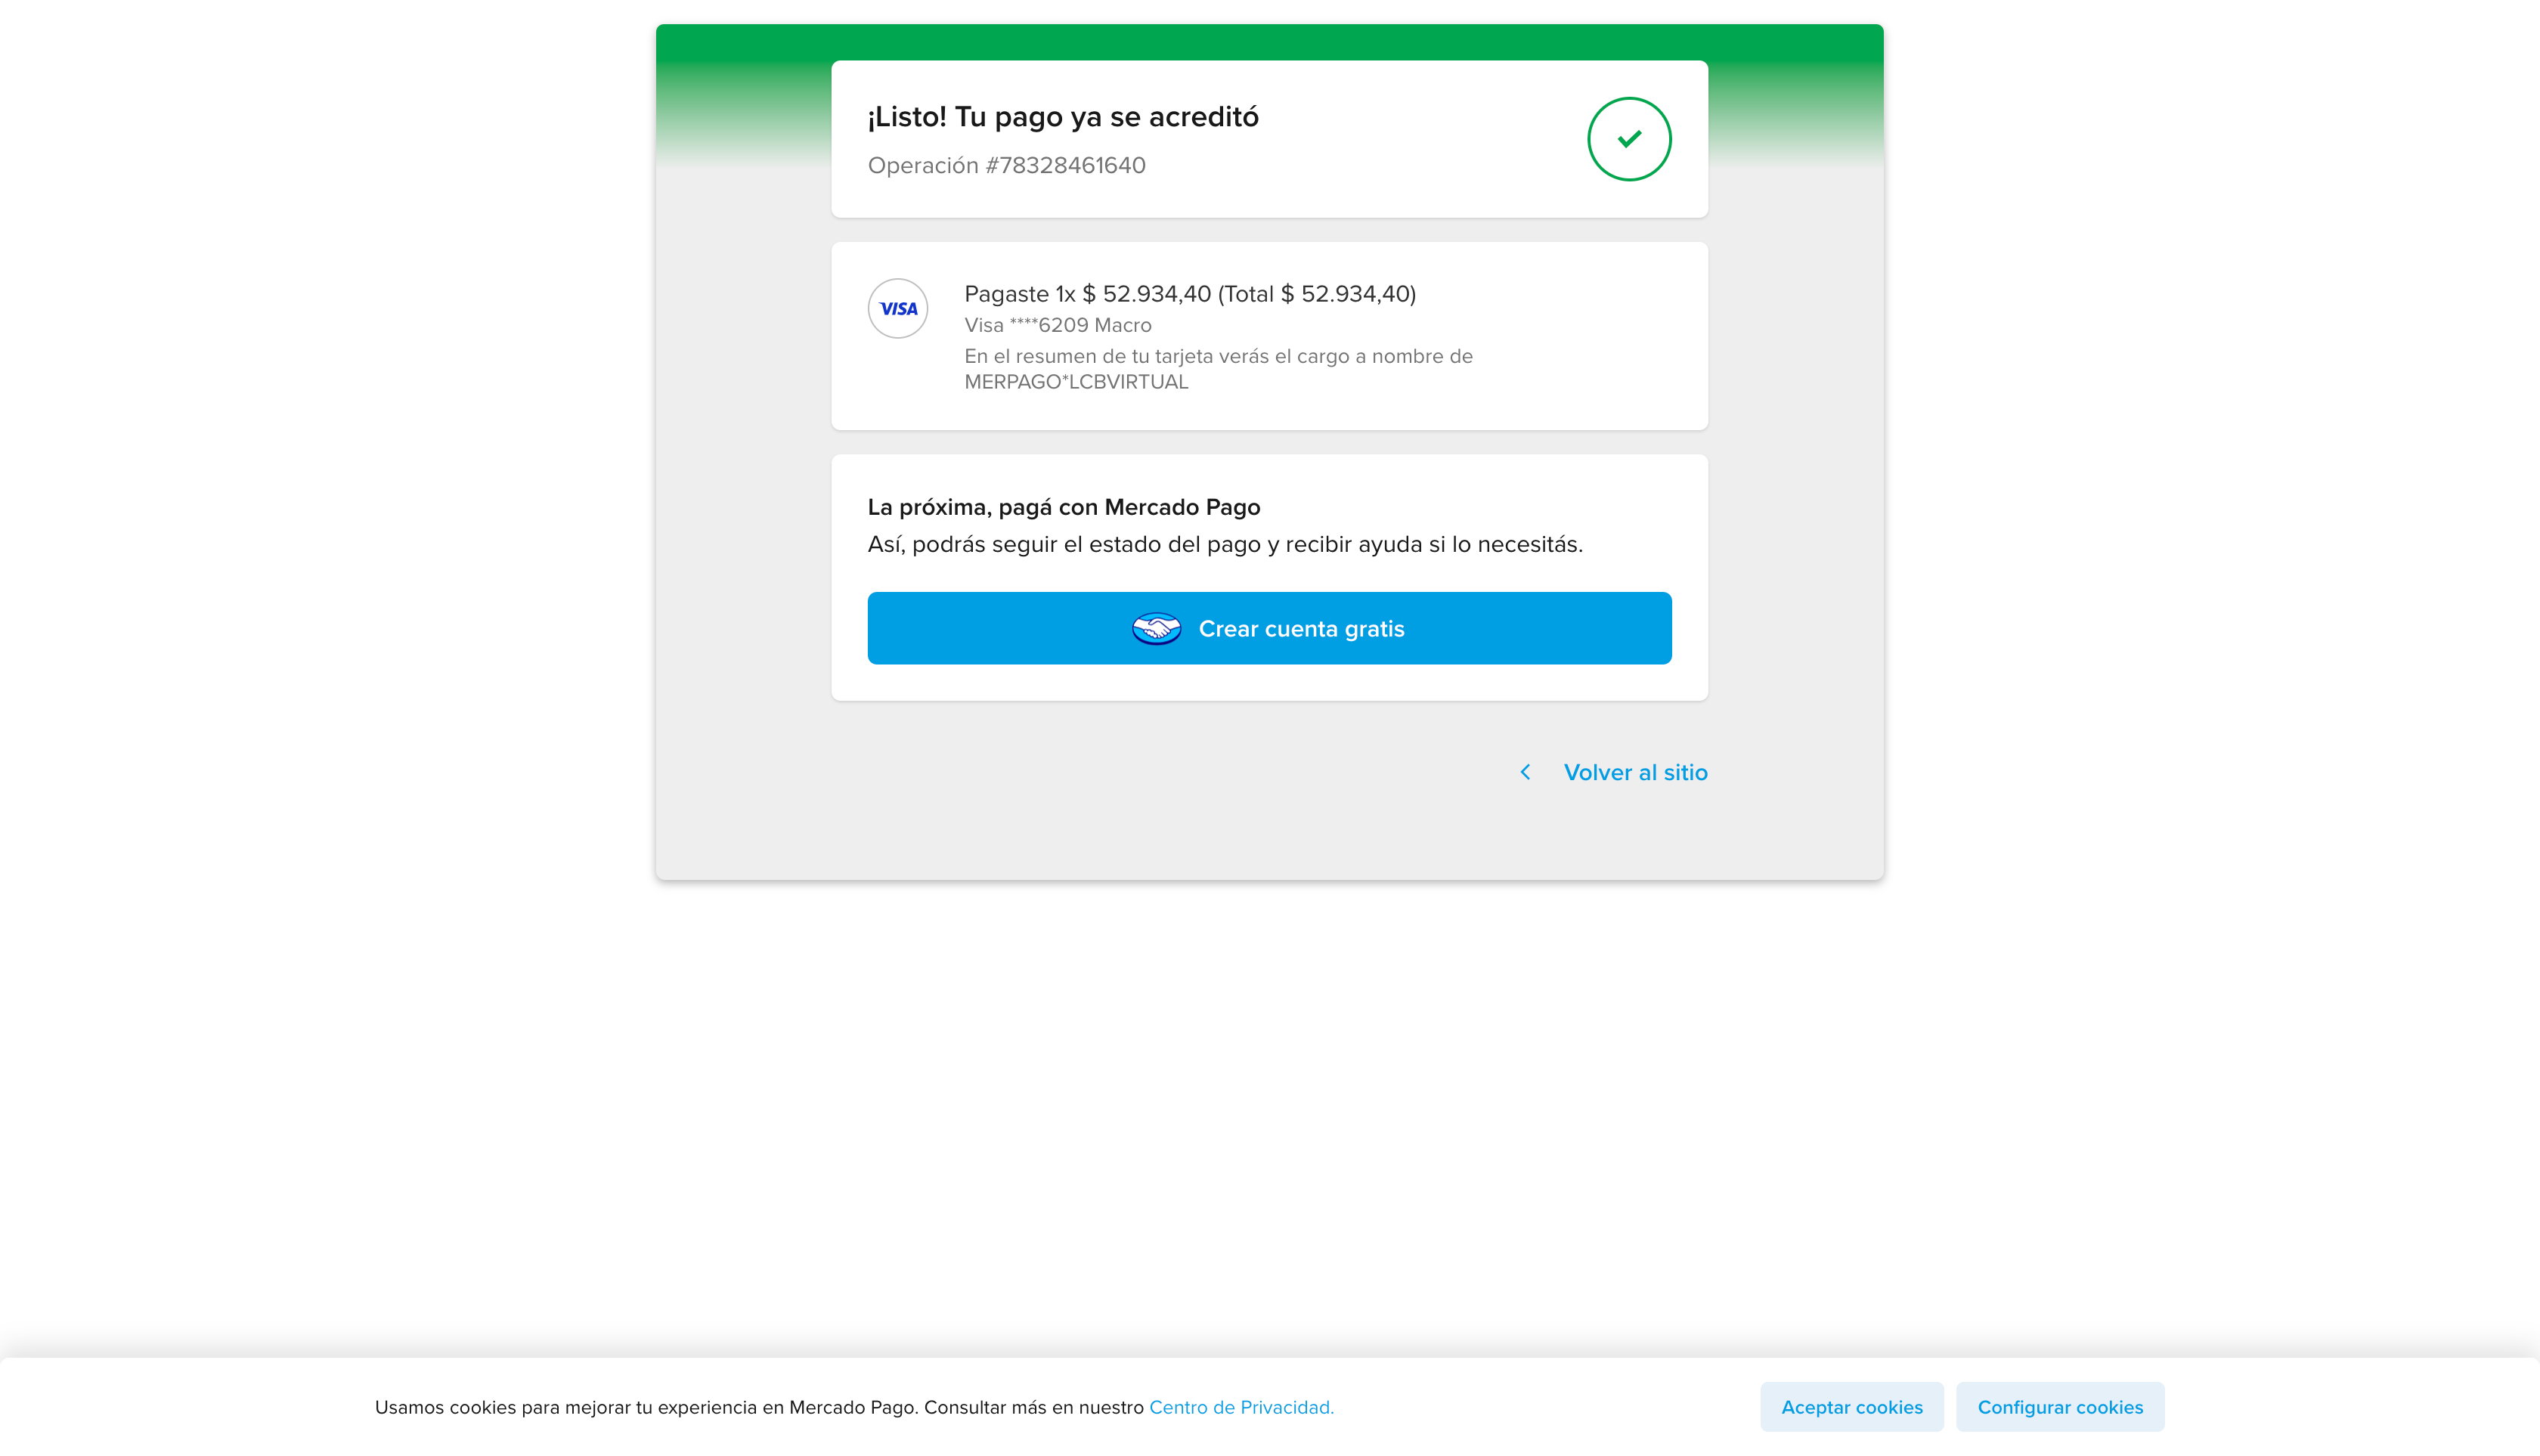 ¡Listo! Tu pago ya se acreditó
Operación #78328461640
VISA
Pagaste 1x $ 52.934,40 (Total $ 52.934,40)
Visa ****6209 Macro
En el resumen de tu tarjeta verás el cargo a nombre de
MERPAGO*LCBVIRTUAL
La próxima, pagá con Mercado Pago
Así, podrás seguir el estado del pago y recibir ayuda si lo necesitás.
Crear cuenta gratis
Volver al sitio
Usamos cookies para mejorar tu experiencia en Mercado Pago. Consultar más en nuestro Centro de Privacidad.
Aceptar cookies
Configurar cookies